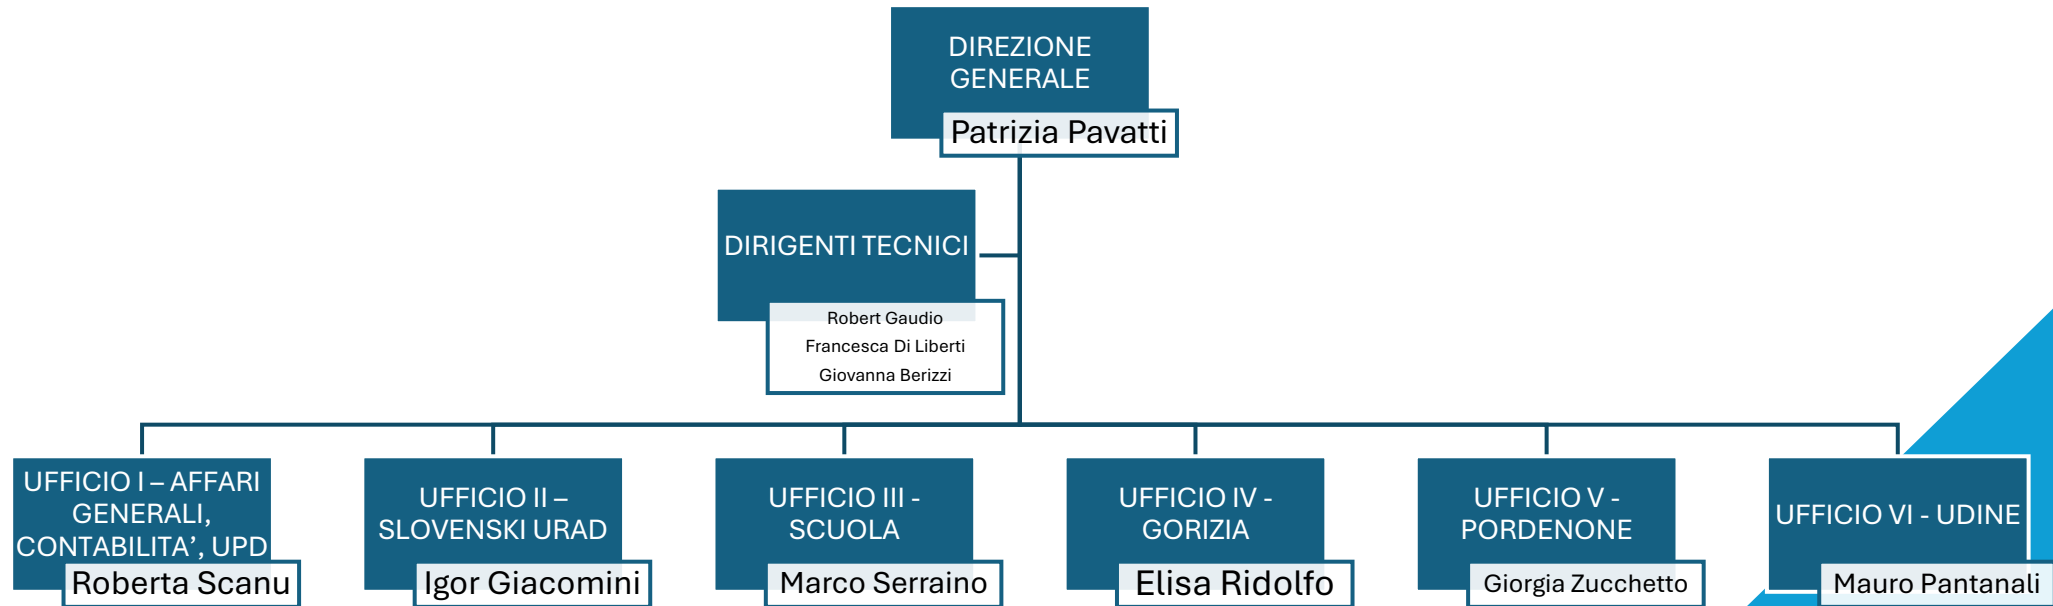 DIREZIONE
GENERALE
Patrizia Pavatti
DIRIGENTI TECNICI
Robert Gaudio
Francesca Di Liberti
Giovanna Berizzi
UFFICIO I – AFFARI
GENERALI,
CONTABILITA’, UPD
Roberta Scanu
UFFICIO II –
SLOVENSKI URAD
Igor Giacomini
UFFICIO III -
SCUOLA
Marco Serraino
UFFICIO IV -
GORIZIA
Elisa Ridolfo
UFFICIO V -
PORDENONE
Giorgia Zucchetto
UFFICIO VI - UDINE
Mauro Pantanali